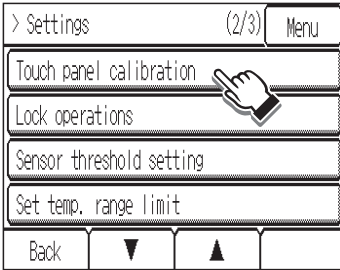 > Settings (2/3) Menu
Touch panel calibration
Lock operations
Sensor threshold setting
Set temp. range limit
Back ▼ ▲